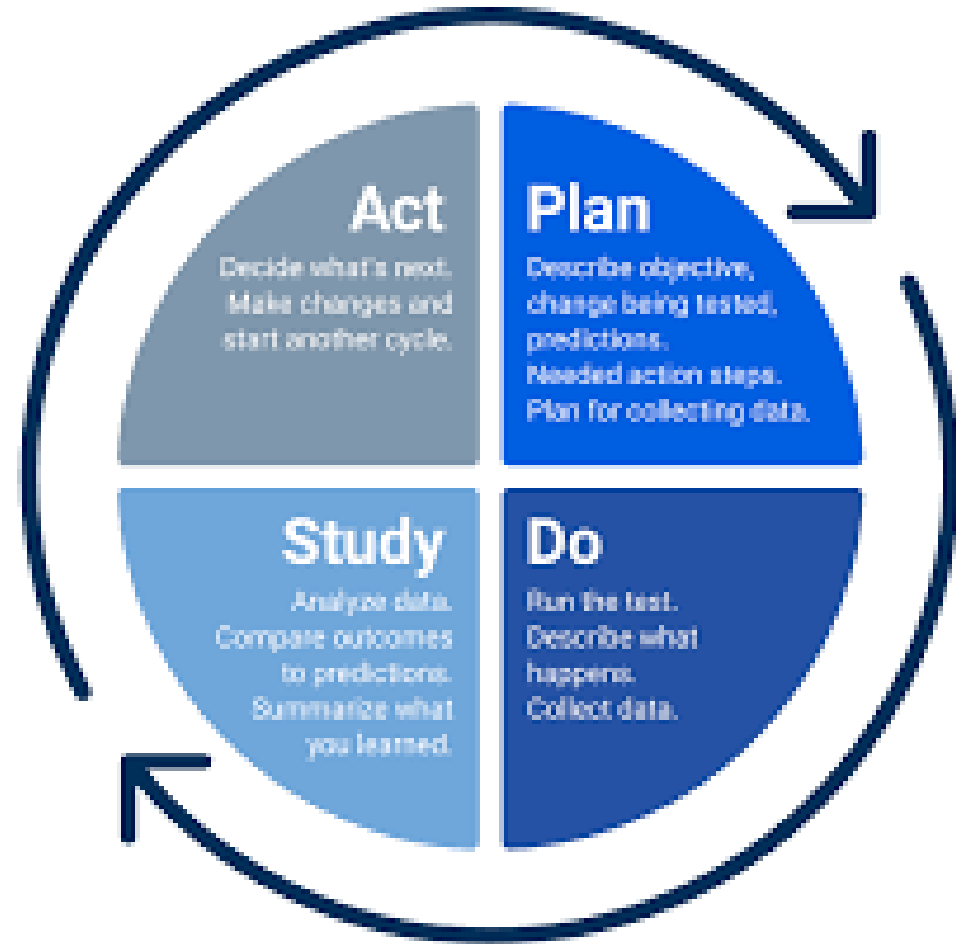 Act
Decide what's next.
Make changes and
start another cycle.
Plan
Describe objective,
change being tested,
predictions.
Needed action steps.
Plan for collecting data.
Study
Analyze data.
Compare outcomes
to predictions.
Summarize what
you learned.
Do
Run the test.
Describe what
happens.
Collect data.